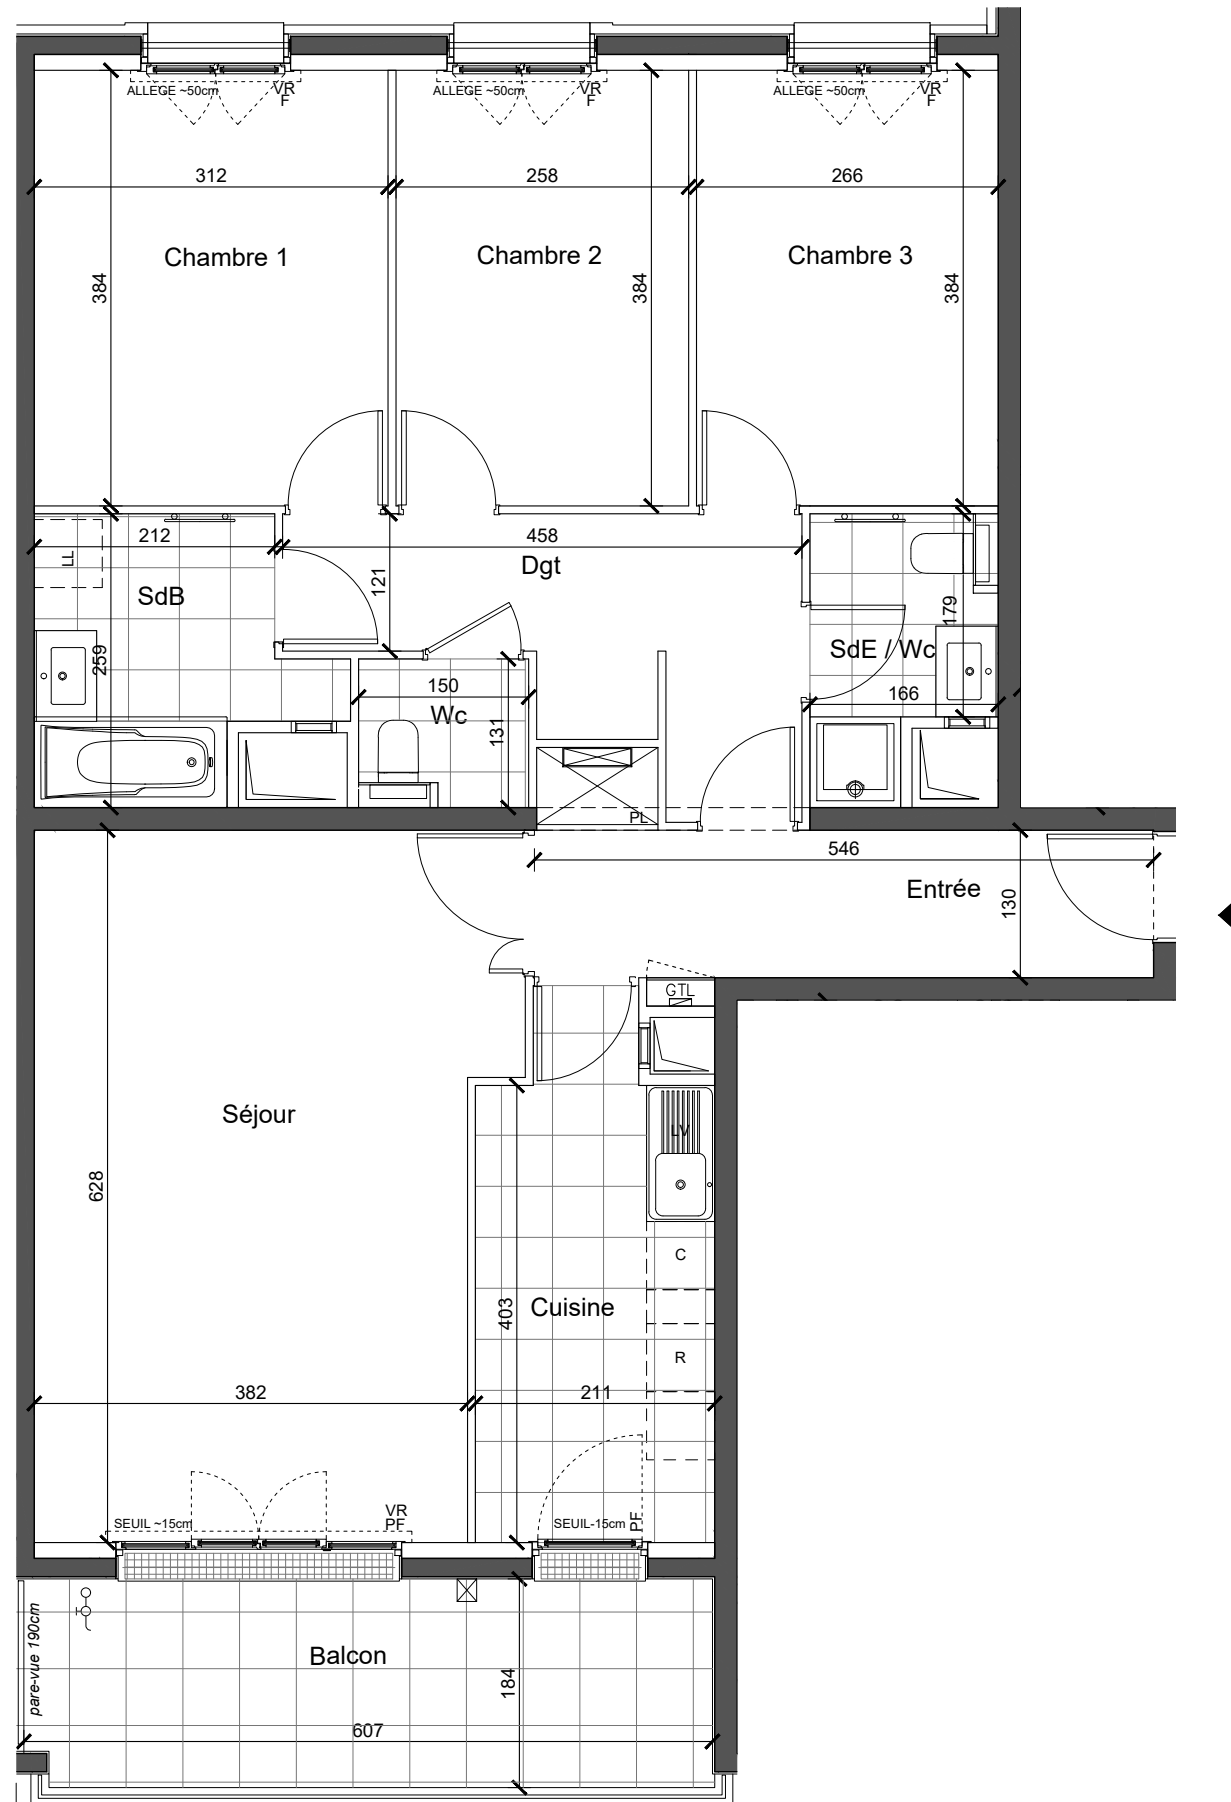 ALLEGE ~50cm
VR
F
ALLEGE ~50cm
VR
F
ALLEGE ~50cm
VR
F
312
258
266
Chambre 1
Chambre 2
Chambre 3
384
384
384
212
458
LL
SdB
Dgt
121
179
259
SdE / Wc
150
166
Wc
131
PL
546
Entrée
130
GTL
Séjour
LV
628
C
403
Cuisine
R
382
211
SEUIL ~15cm
VR
PF
SEUIL-15cm
PF
pare-vue 190cm
Balcon
184
607